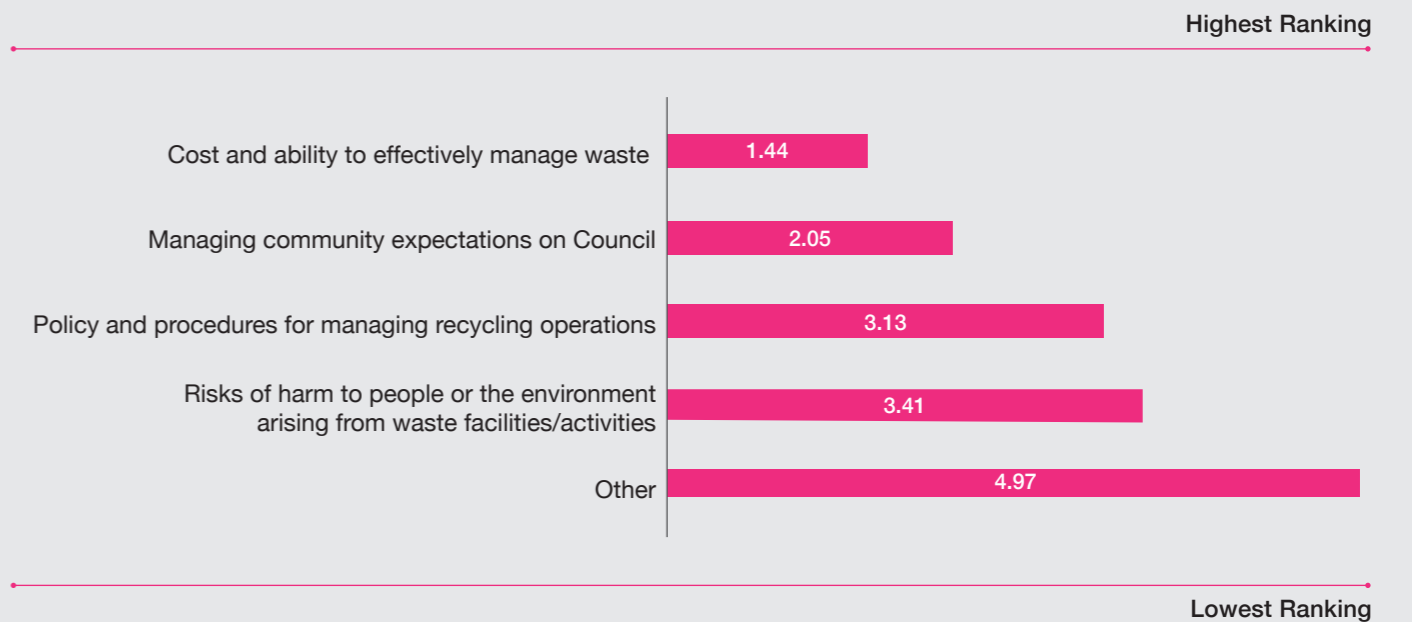 Highest Ranking
Cost and ability to effectively manage waste
1.44
Managing community expectations on Council
2.05
Policy and procedures for managing recycling operations
3.13
Risks of harm to people or the environment
arising from waste facilities/activities
3.41
Other
4.97
Lowest Ranking